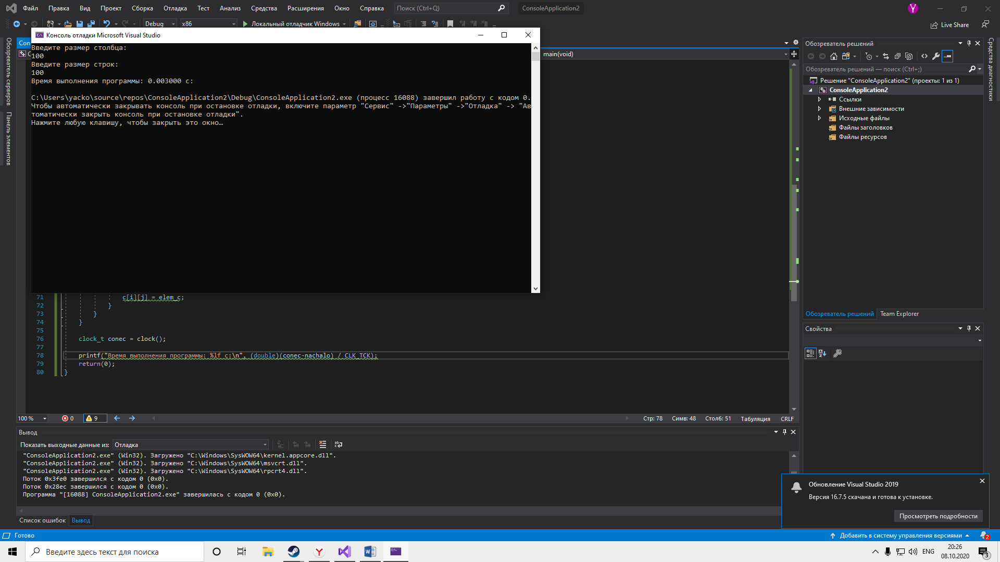 Файл Правка Вид Проект Сборка Отладка Тест Анализ Средства Расширения Окно Справка Поиск (Ctrl+Q) ConsoleApplication2 Y
Debug x86 Локальный отладчик Windows Live Share
Обозреватель серверов
Панель элементов
Консоль отладки Microsoft Visual Studio
Введите размер столбца:
100
Введите размер строк:
100
Время выполнения программы: 0.003000 с:
C:\Users\yacko\source\repos\ConsoleApplication2\Debug\ConsoleApplication2.exe (процесс 16088) завершил работу с кодом 0.
Чтобы автоматически закрывать консоль при остановке отладки, включите параметр "Сервис" ->"Параметры" ->"Отладка" -> "Ав
томатически закрыть консоль при остановке отладки".
Нажмите любую клавишу, чтобы закрыть это окно…
Con
main(void)
71 c[i][j] = elem_c;
72 }
73 }
74 }
75
76 clock_t conec = clock();
77
78 printf("Время выполнения программы: %lf с:\n", (double)(conec-nachalo) / CLK_TCK);
79 return(0);
80 }
100 % 0 9 Стр: 78 Симв: 48 Столб: 51 Табуляция CRLF
Вывод
Показать выходные данные из: Отладка
"ConsoleApplication2.exe" (Win32). Загружено "C:\Windows\SysWOW64\kernel.appcore.dll".
"ConsoleApplication2.exe" (Win32). Загружено "C:\Windows\SysWOW64\msvcrt.dll".
"ConsoleApplication2.exe" (Win32). Загружено "C:\Windows\SysWOW64\rpcrt4.dll".
Поток 0x3fe0 завершился с кодом 0 (0x0).
Поток 0x28ec завершился с кодом 0 (0x0).
Программа "[16088] ConsoleApplication2.exe" завершилась с кодом 0 (0x0).
Список ошибок Вывод
Обозреватель решений
Обозреватель решений — поиск (Ctrl+;)
Решение "ConsoleApplication2" (проекты: 1 из 1)
ConsoleApplication2
Ссылки
Внешние зависимости
Исходные файлы
Файлы заголовков
Файлы ресурсов
Обозреватель решений Team Explorer
Свойства
Средства диагностики
Обновление Visual Studio 2019
Версия 16.7.5 скачана и готова к установке.
Просмотреть подробности
Готово Добавить в систему управления версиями 2
Введите здесь текст для поиска ENG 20:26
08.10.2020 3